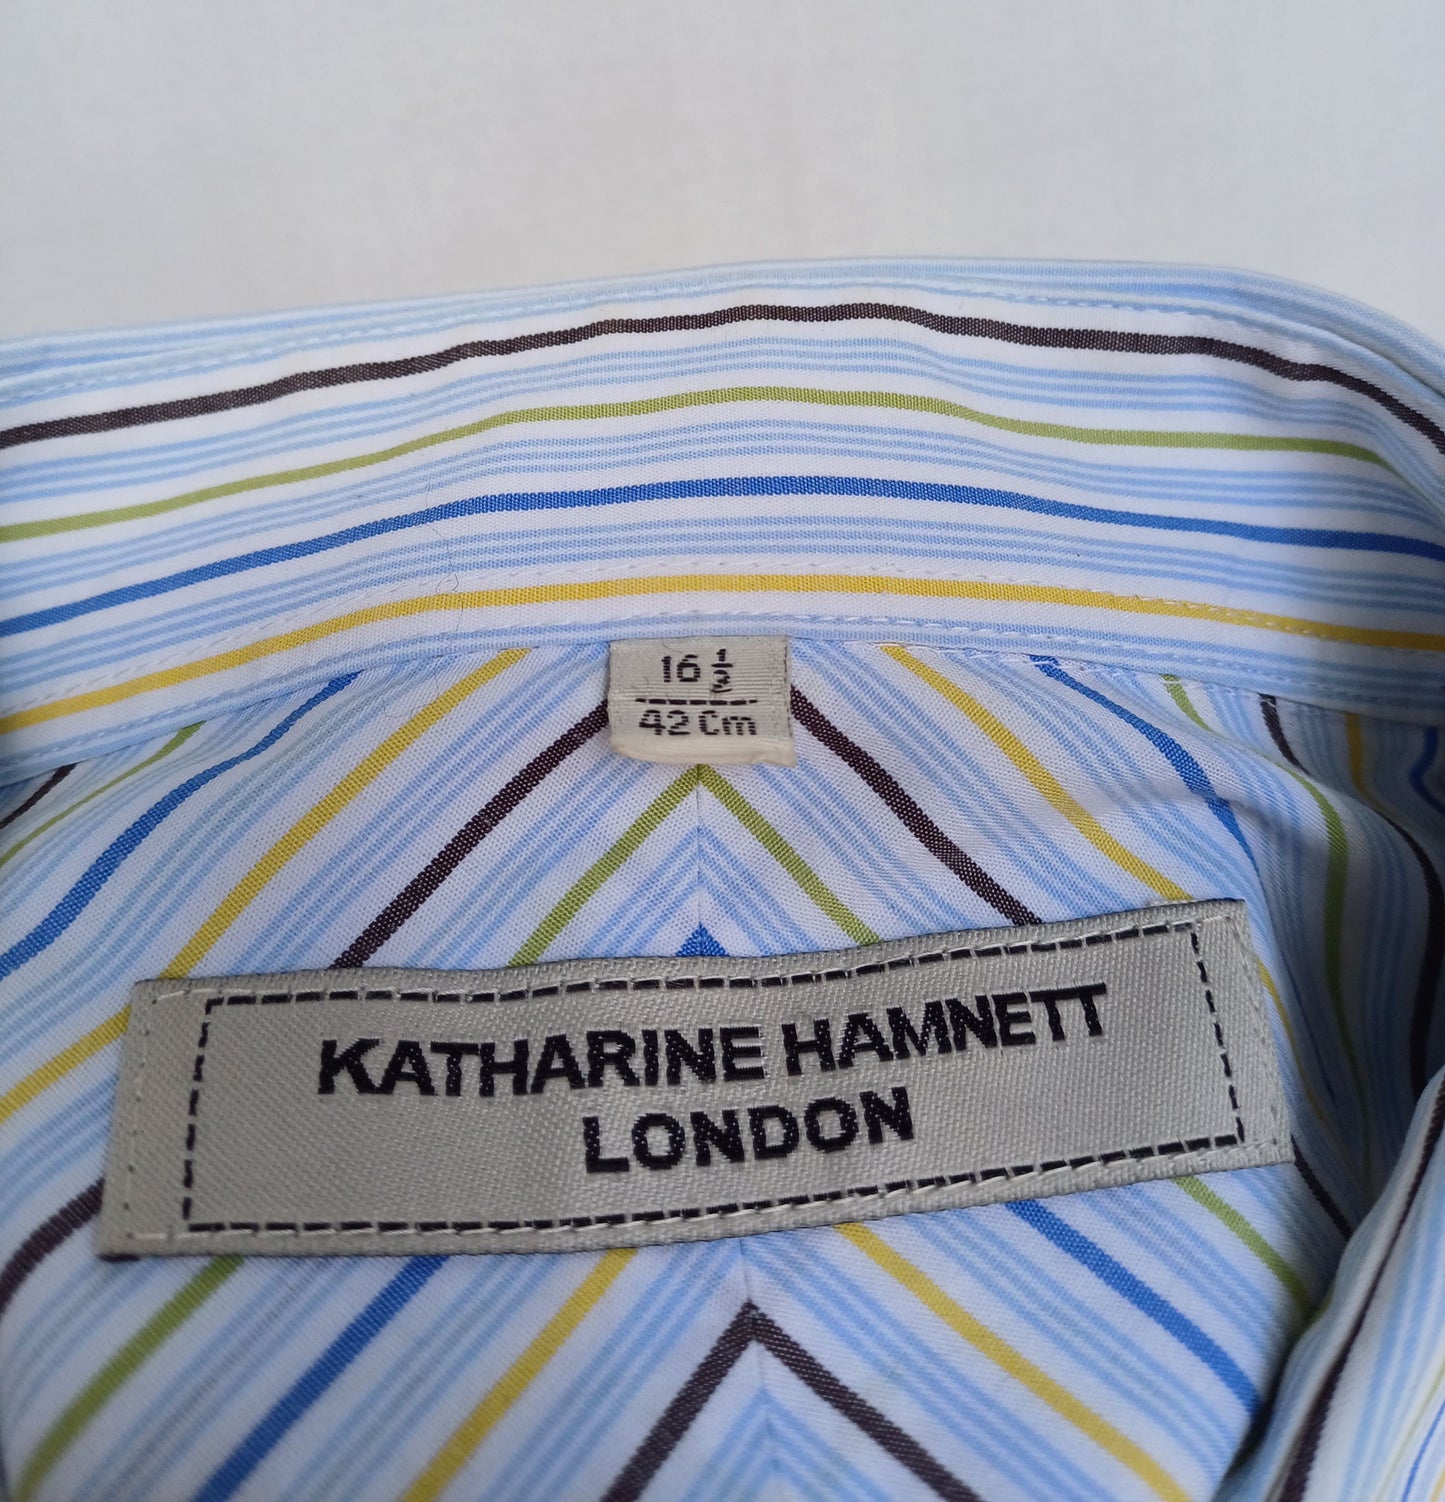 16 1/2
42 Cm
KATHARINE HAMNETT
LONDON